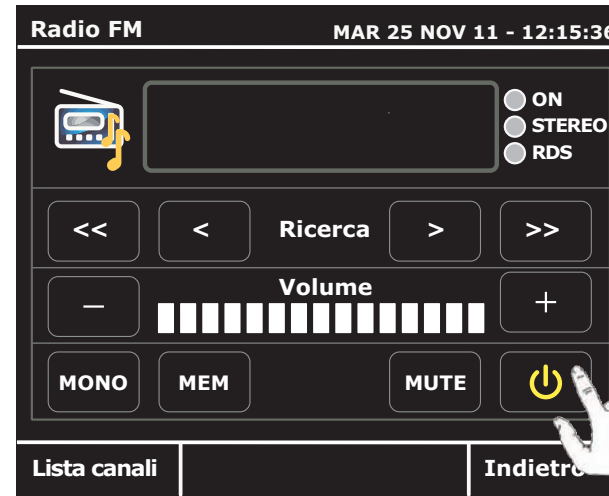 Radio FM MAR 25 NOV 11 - 12:15:36
ON
STEREO
RDS
<< < Ricerca > >>
Volume
– +
MONO MEM MUTE
Lista canali Indietro